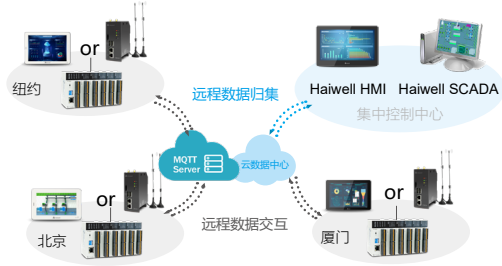 or
纽约
远程数据归集
Haiwell HMI
Haiwell SCADA
集中控制中心
MQTT
Server
云数据中心
or
北京
远程数据交互
or
厦门